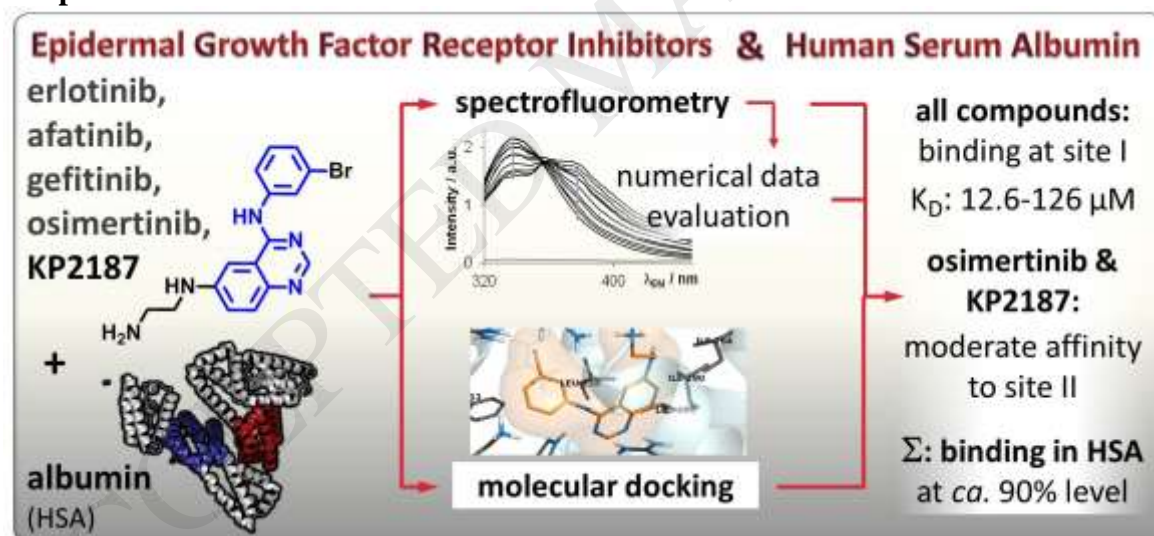 Epidermal Growth Factor Receptor Inhibitors & Human Serum Albumin
erlotinib,
afatinib,
gefitinib,
osimertinib,
KP2187
Br
HN
N
N
HN
H₂N
+
albumin
(HSA)
spectrofluorometry
Intensity / a.u.
2
1
0
320
400
λEM / nm
numerical data
evaluation
LEU
molecular docking
all compounds:
binding at site I
KD: 12.6-126 µM
osimertinib &
KP2187:
moderate affinity
to site II
Σ: binding in HSA
at ca. 90% level